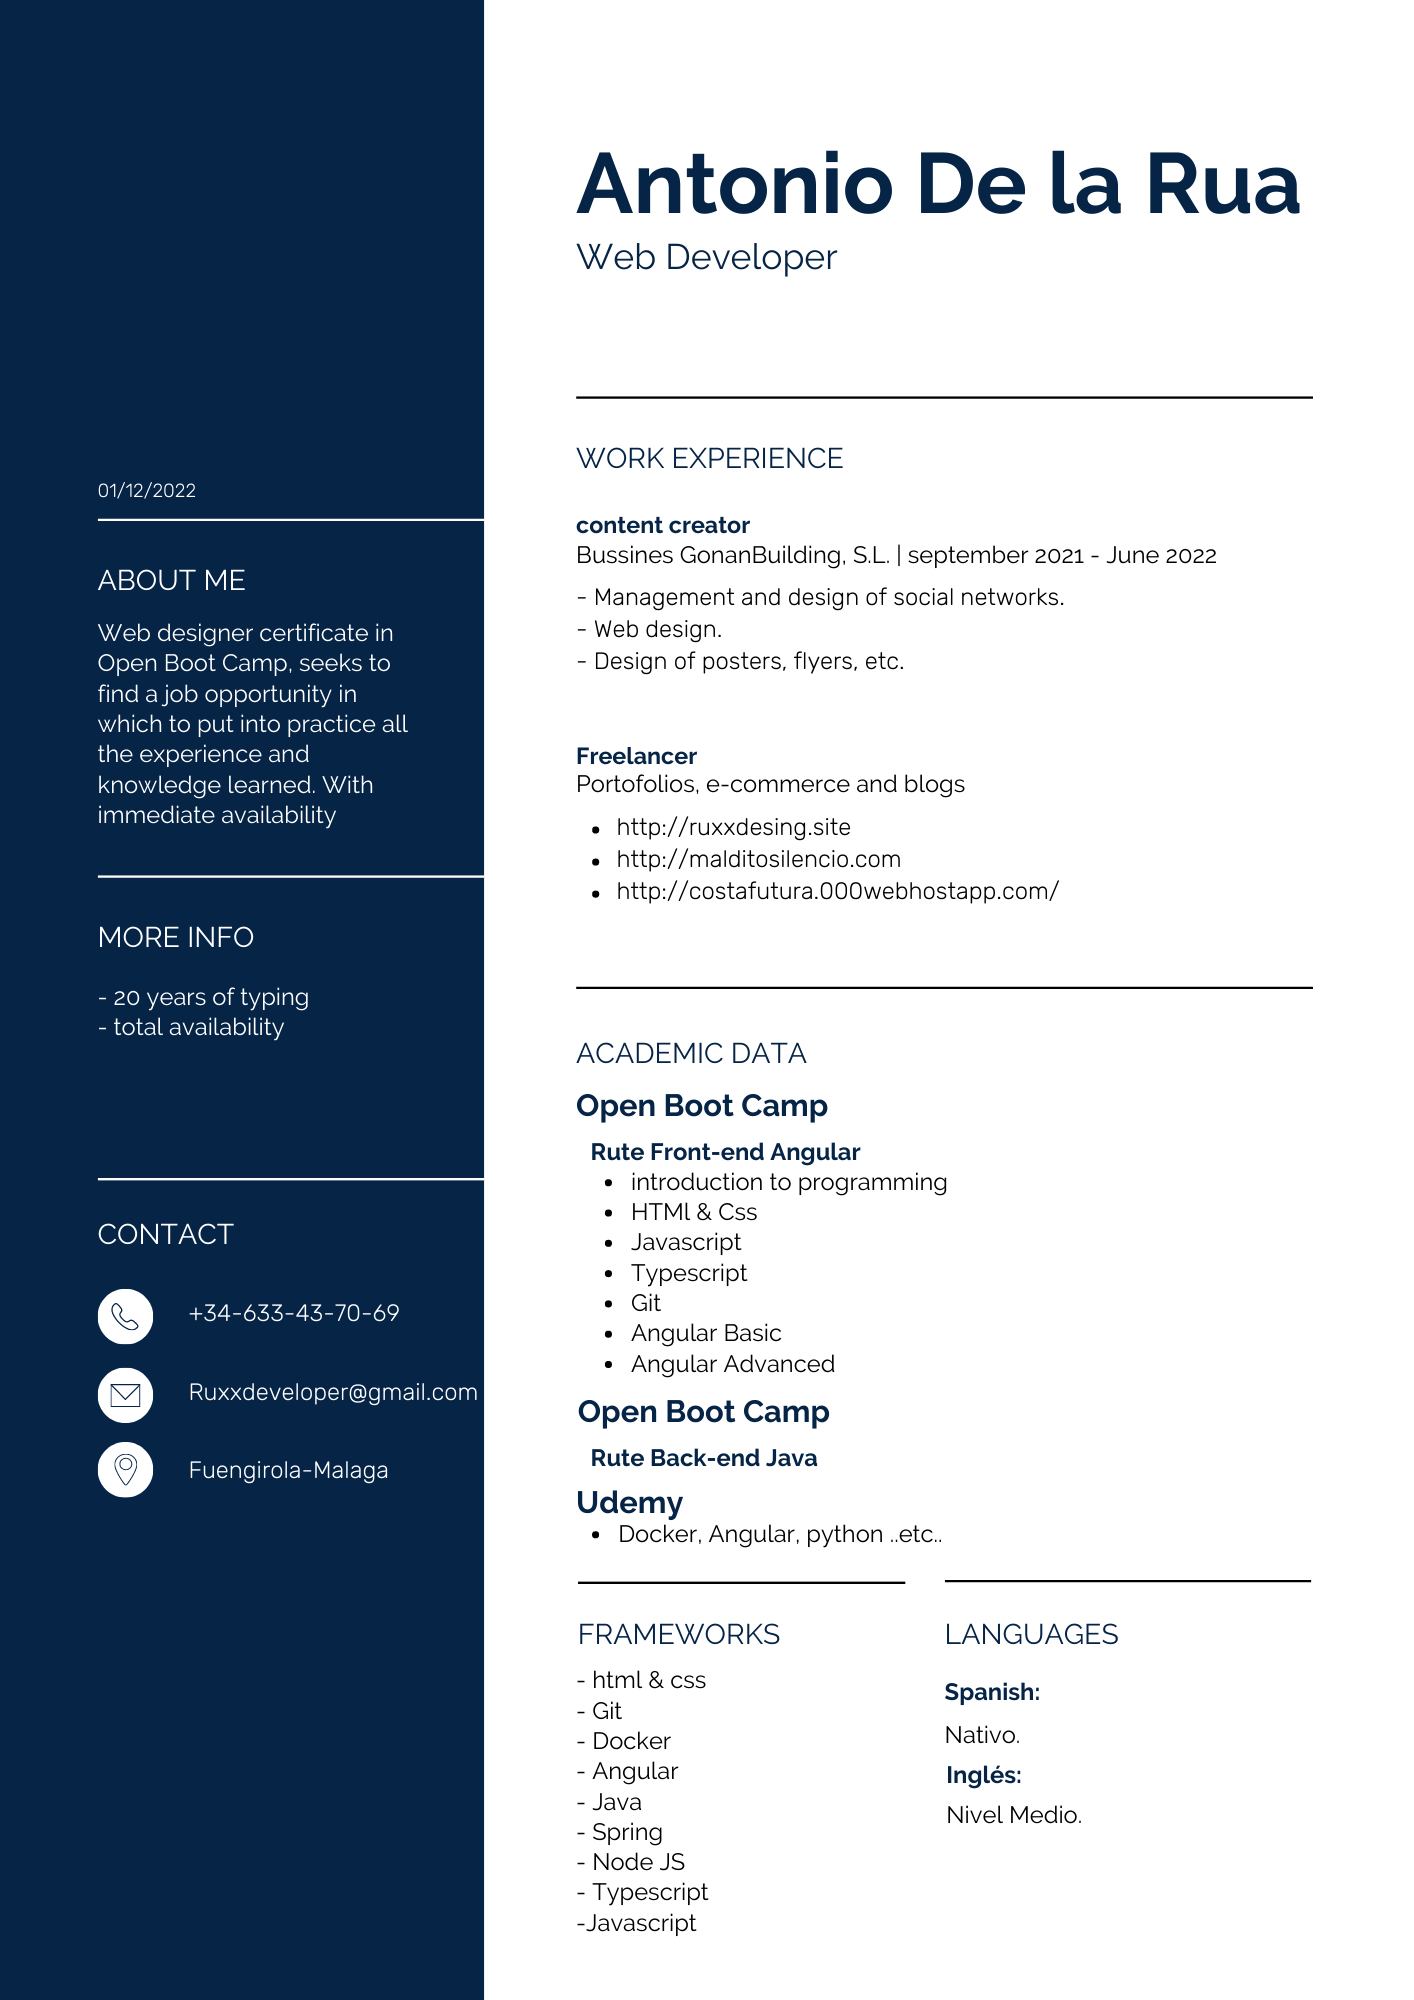 Antonio De la Rua
Web Developer
01/12/2022
ABOUT ME
Web designer certificate in
Open Boot Camp, seeks to
find a job opportunity in
which to put into practice all
the experience and
knowledge learned. With
immediate availability
MORE INFO
- 20 years of typing
- total availability
CONTACT
+34-633-43-70-69
Ruxxdeveloper@gmail.com
Fuengirola-Malaga
WORK EXPERIENCE
content creator
Bussines GonanBuilding, S.L. | september 2021 - June 2022
- Management and design of social networks.
- Web design.
- Design of posters, flyers, etc.
Freelancer
Portofolios, e-commerce and blogs
• http://ruxxdesing.site
• http://malditosilencio.com
• http://costafutura.000webhostapp.com/
ACADEMIC DATA
Open Boot Camp
Rute Front-end Angular
• introduction to programming
• HTMl & Css
• Javascript
• Typescript
• Git
• Angular Basic
• Angular Advanced
Open Boot Camp
Rute Back-end Java
Udemy
• Docker, Angular, python ..etc..
FRAMEWORKS
- html & css
- Git
- Docker
- Angular
- Java
- Spring
- Node JS
- Typescript
-Javascript
LANGUAGES
Spanish:
Nativo.
Inglés:
Nivel Medio.